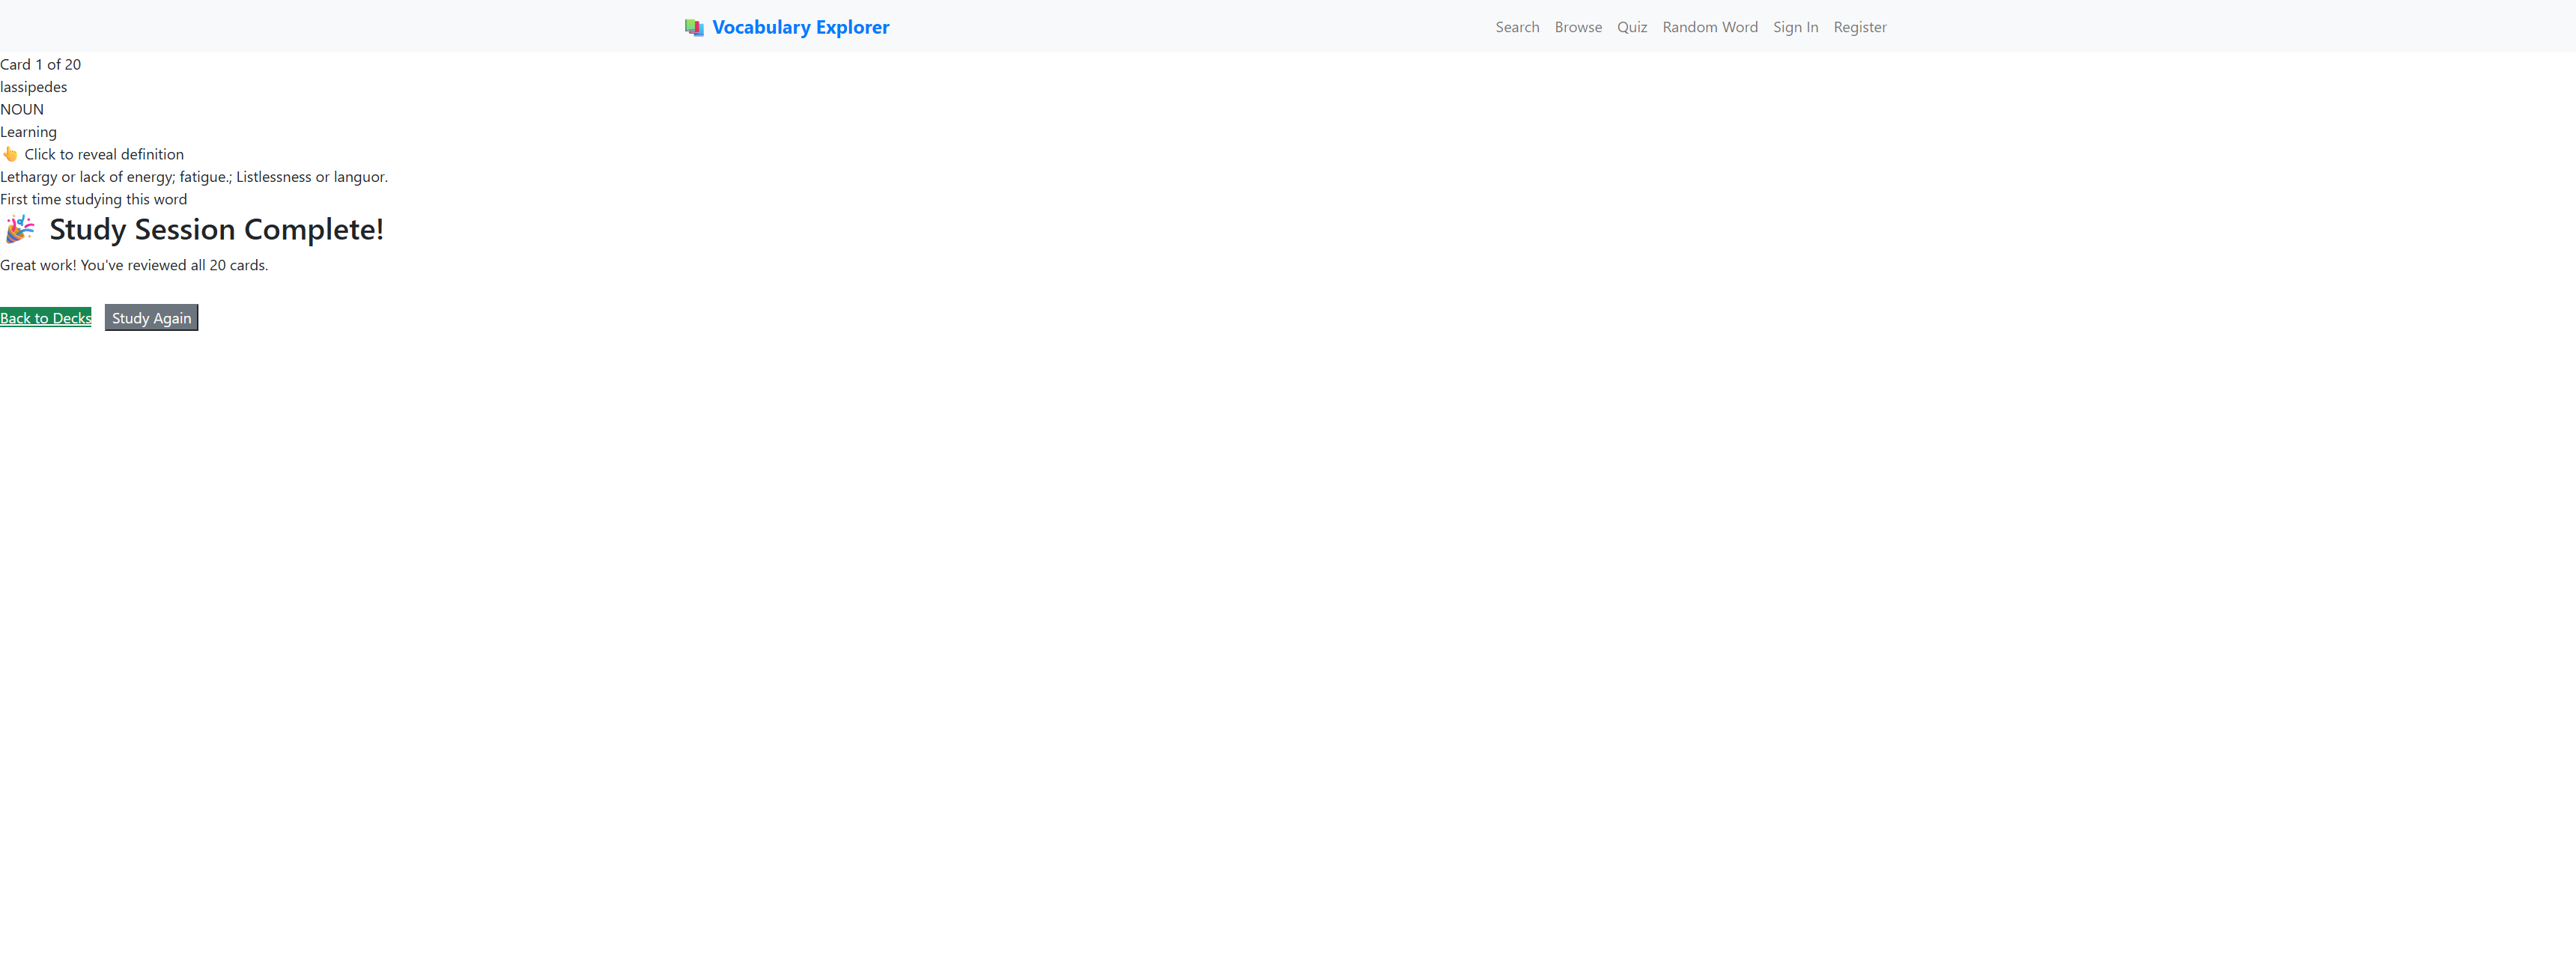 Vocabulary Explorer Search Browse Quiz Random Word Sign In Register
Card 1 of 20
lassipedes
NOUN
Learning
👆 Click to reveal definition
Lethargy or lack of energy; fatigue.; Listlessness or languor.
First time studying this word
🎉 Study Session Complete!
Great work! You've reviewed all 20 cards.
Back to Decks Study Again